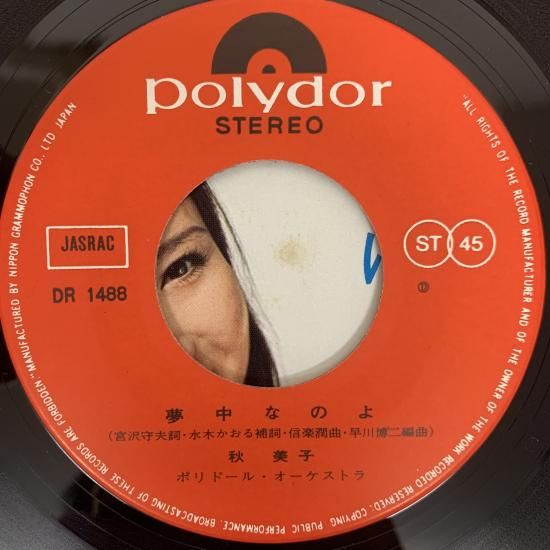 polydor
STEREO
JASRAC
DR 1488
ST 45
Ⓟ
夢中なのよ
(宮沢守夫詞・水木かおる補詞・信楽潤曲・早川博二編曲)
秋美子
ポリドール・オーケストラ
"ALL RIGHTS OF THE RECORD MANUFACTURER AND OF THE OWNER OF THE WORK RECORDED RESERVED. COPYING PUBLIC PERFORMANCE. BROADCASTING OF THESE RECORDS ARE FORBIDDEN" MANUFACTURED BY NIPPON GRAMMOPHON CO., LTD JAPAN